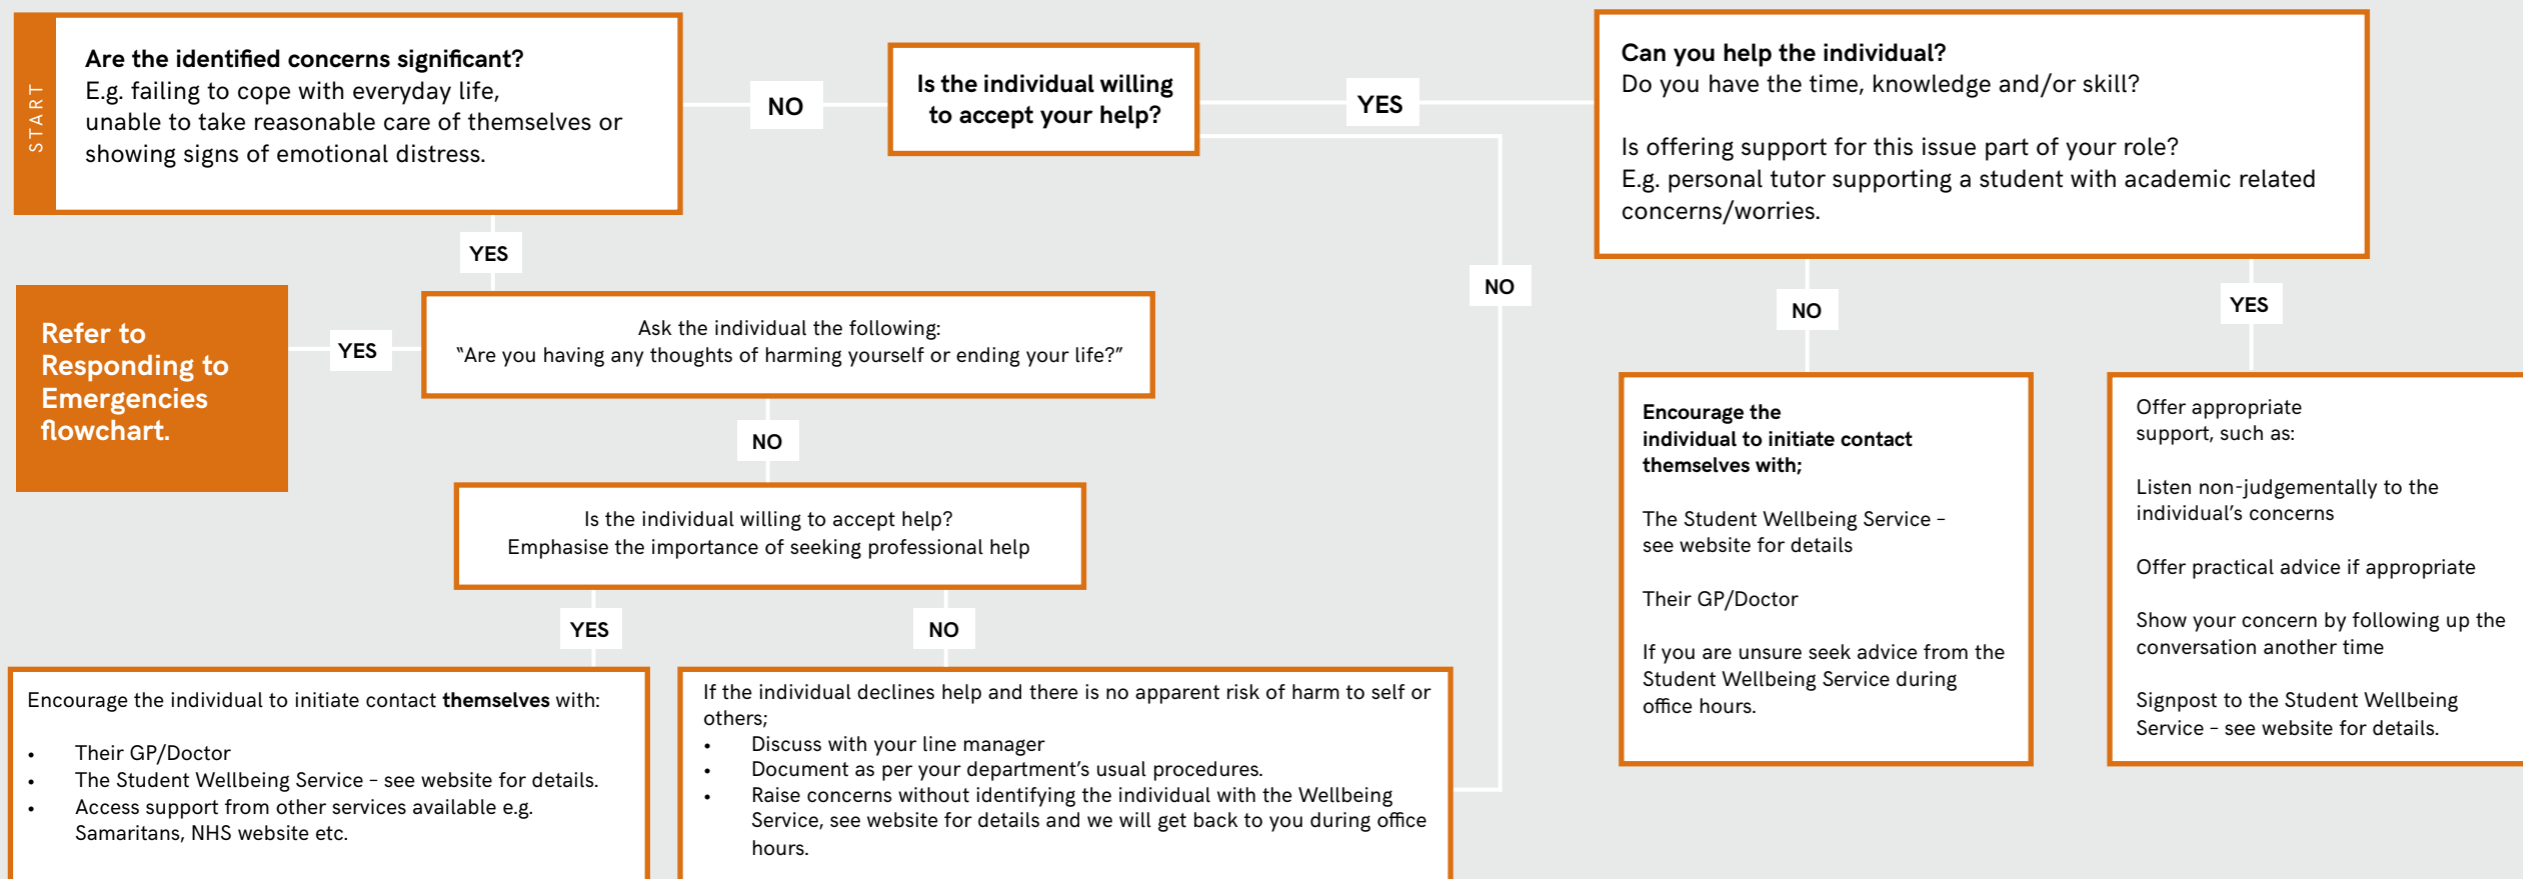 START
Are the identified concerns significant?
E.g. failing to cope with everyday life,
unable to take reasonable care of themselves or
showing signs of emotional distress.
NO
Is the individual willing
to accept your help?
YES
Can you help the individual?
Do you have the time, knowledge and/or skill?
Is offering support for this issue part of your role?
E.g. personal tutor supporting a student with academic related
concerns/worries.
YES
NO
NO
YES
Refer to
Responding to
Emergencies
flowchart.
YES
Ask the individual the following:
“Are you having any thoughts of harming yourself or ending your life?”
NO
Is the individual willing to accept help?
Emphasise the importance of seeking professional help
YES
NO
Encourage the individual to initiate contact themselves with:
• Their GP/Doctor
• The Student Wellbeing Service – see website for details.
• Access support from other services available e.g.
Samaritans, NHS website etc.
If the individual declines help and there is no apparent risk of harm to self or
others;
• Discuss with your line manager
• Document as per your department’s usual procedures.
• Raise concerns without identifying the individual with the Wellbeing
Service, see website for details and we will get back to you during office
hours.
Encourage the
individual to initiate contact
themselves with;
The Student Wellbeing Service –
see website for details
Their GP/Doctor
If you are unsure seek advice from the
Student Wellbeing Service during
office hours.
Offer appropriate
support, such as:
Listen non-judgementally to the
individual’s concerns
Offer practical advice if appropriate
Show your concern by following up the
conversation another time
Signpost to the Student Wellbeing
Service – see website for details.